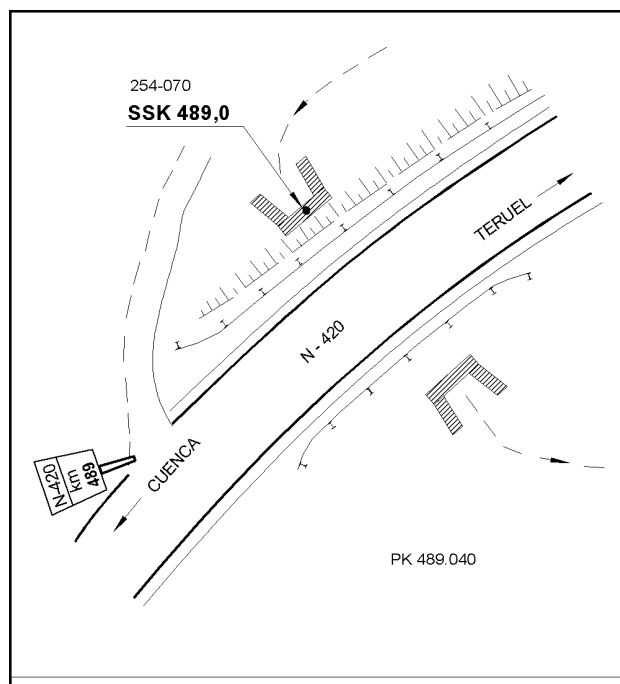 254-070
SSK 489,0
TERUEL
N - 420
CUENCA
N-420
km
489
PK 489.040